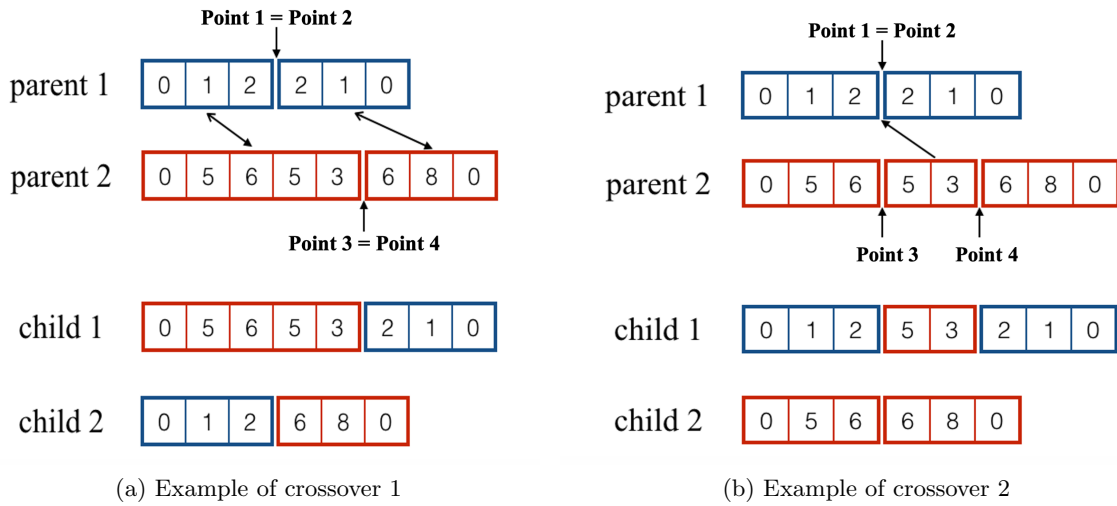 Point 1 = Point 2
parent 1 0 1 2 2 1 0
parent 2 0 5 6 5 3 6 8 0
Point 3 = Point 4
child 1 0 5 6 5 3 2 1 0
child 2 0 1 2 6 8 0
(a) Example of crossover 1
Point 1 = Point 2
parent 1 0 1 2 2 1 0
parent 2 0 5 6 5 3 6 8 0
Point 3 Point 4
child 1 0 1 2 5 3 2 1 0
child 2 0 5 6 6 8 0
(b) Example of crossover 2